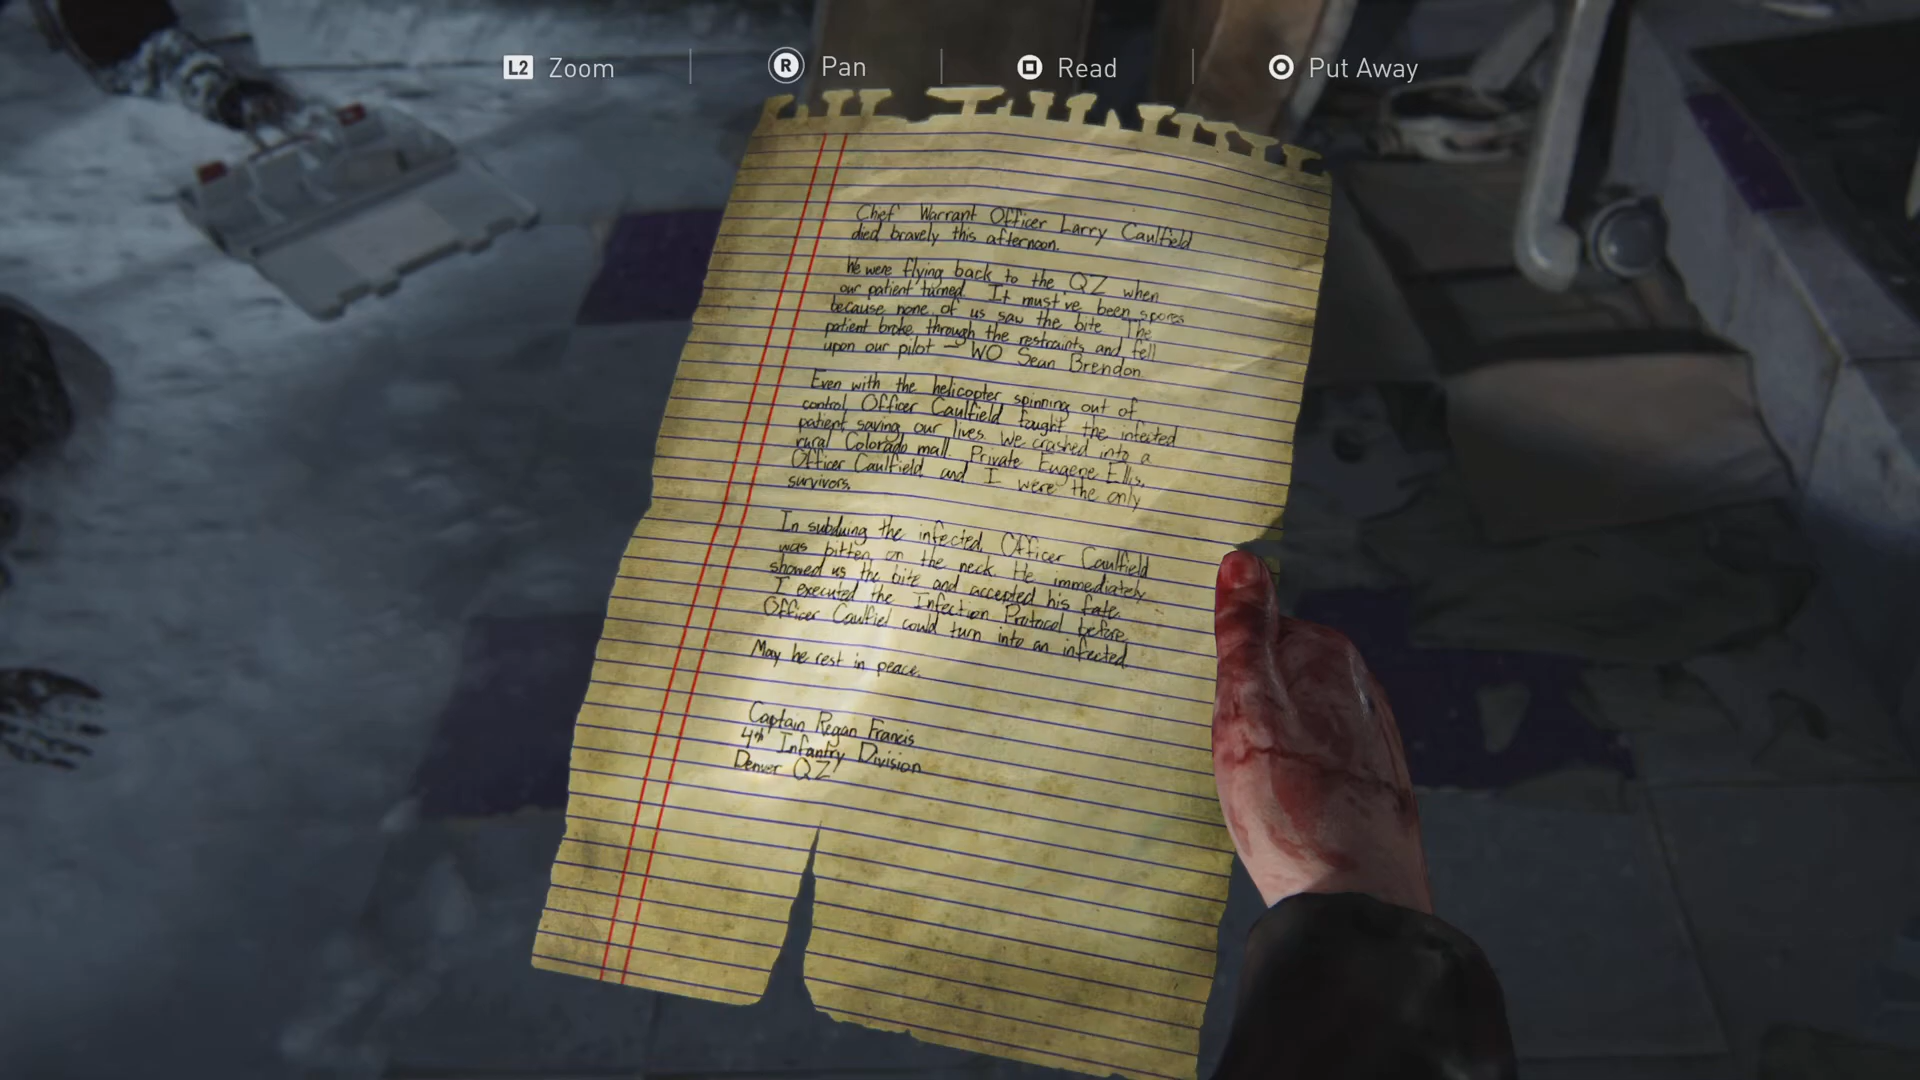 L2 Zoom R Pan Read Put Away
Chef Warrant Officer Larry Caulfield
died bravely this afternoon.
We were flying back to the QZ when
our patient turned. It must've been spores
because none of us saw the bite. The
patient broke through the restraints and fell
upon our pilot – WO Sean Brendon.
Even with the helicopter spinning out of
control Officer Caulfield fought the infected
patient saving our lives. We crashed into a
rural Colorado mall. Private Eugene Ellis,
Officer Caulfield and I were the only
survivors.
In subduing the infected, Officer Caulfield
was bitten on the neck. He immediately
showed us the bite and accepted his fate.
I executed the Infection Protocol before
Officer Caulfiel could turn into an infected.
May he rest in peace.
Captain Regan Francis
4th Infantry Division
Denver QZ